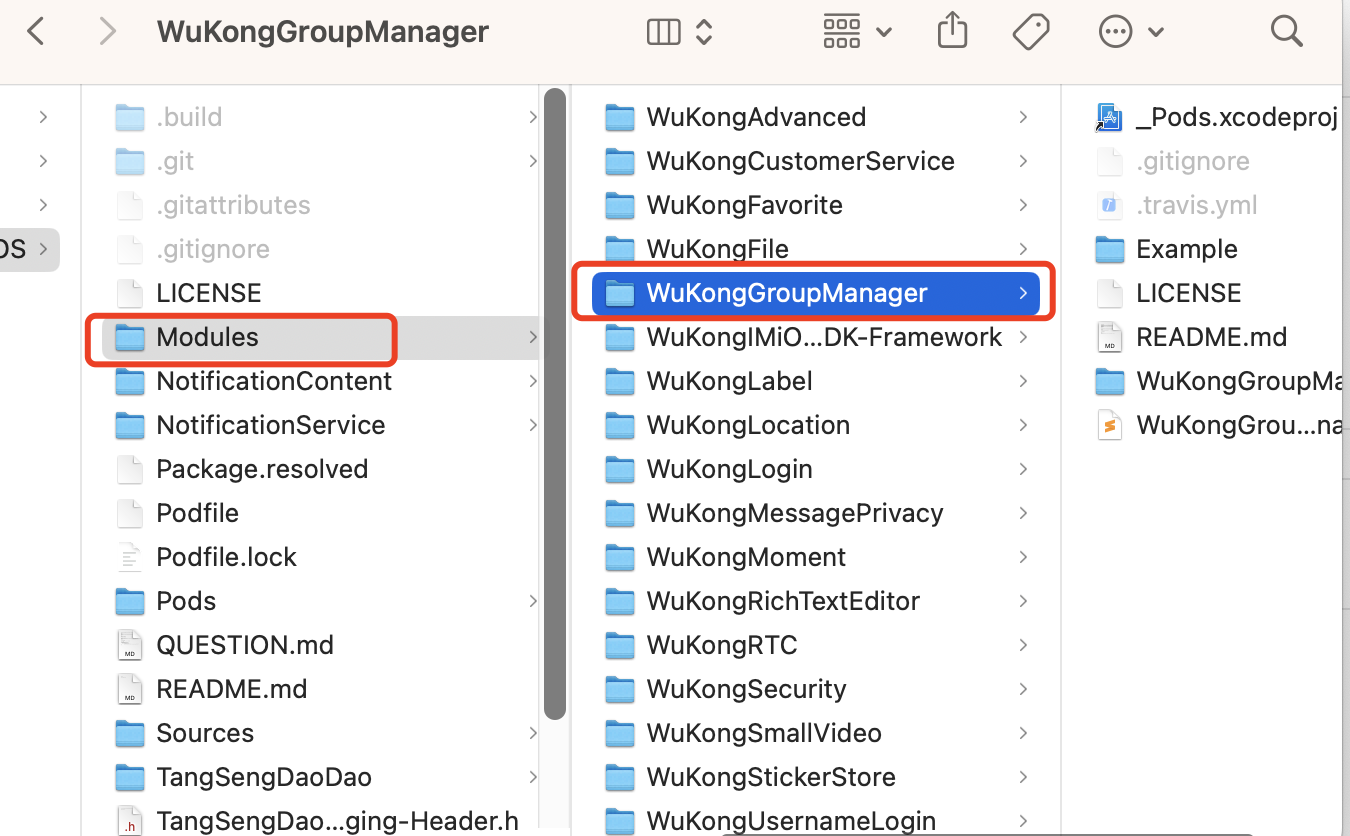 WuKongGroupManager
OS
.build
.git
.gitattributes
.gitignore
LICENSE
Modules
NotificationContent
NotificationService
Package.resolved
Podfile
Podfile.lock
Pods
QUESTION.md
README.md
Sources
TangSengDaoDao
TangSengDao...ging-Header.h
WuKongAdvanced
WuKongCustomerService
WuKongFavorite
WuKongFile
WuKongGroupManager
WuKongIMiO...DK-Framework
WuKongLabel
WuKongLocation
WuKongLogin
WuKongMessagePrivacy
WuKongMoment
WuKongRichTextEditor
WuKongRTC
WuKongSecurity
WuKongSmallVideo
WuKongStickerStore
WuKongUsernameLogin
_Pods.xcodeproj
.gitignore
.travis.yml
Example
LICENSE
README.md
WuKongGroupMa
WuKongGrou...na